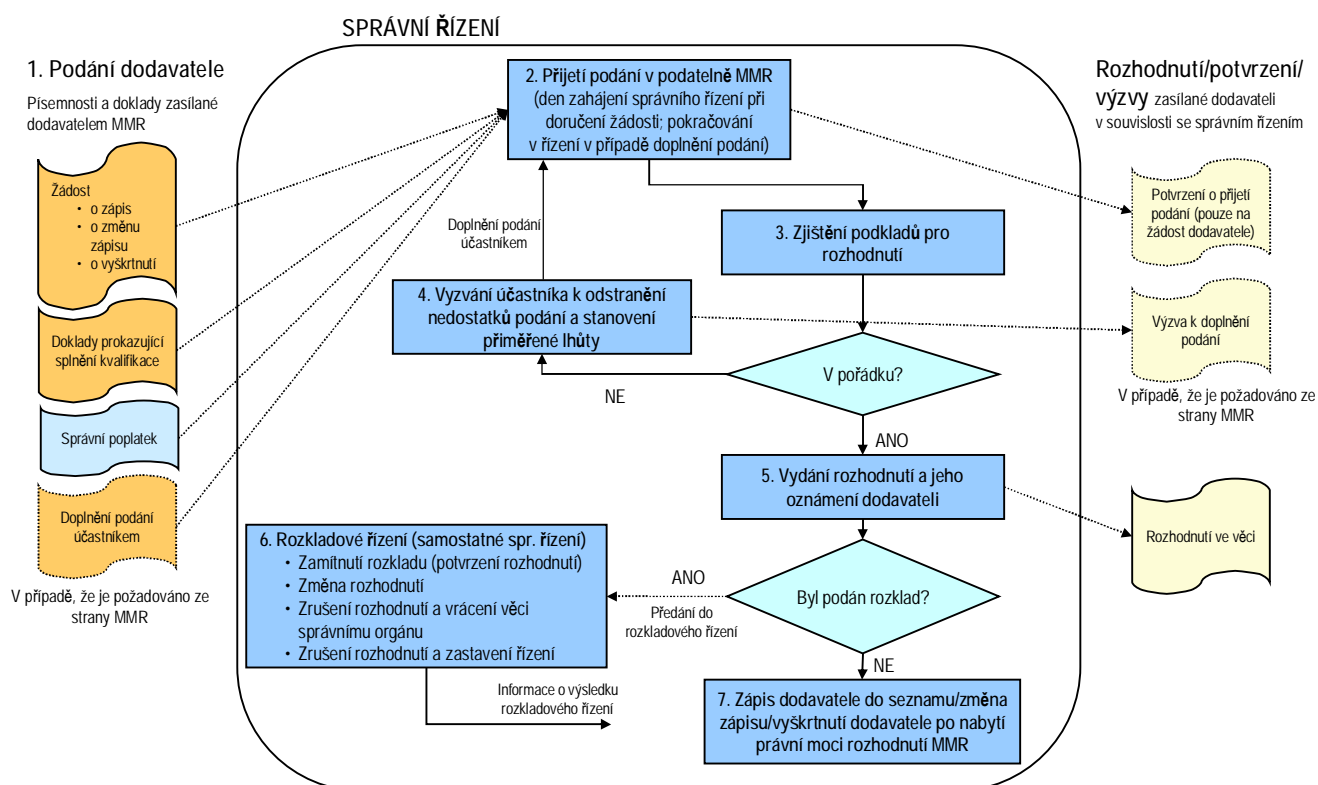 SPRÁVNÍ ŘÍZENÍ
1. Podání dodavatele
Písemnosti a doklady zasílané
dodavatelem MMR
Žádost
• o zápis
• o změnu
zápisu
• o vyškrtnutí
Doklady prokazující
splnění kvalifikace
Správní poplatek
Doplnění podání
účastníkem
V případě, že je požadováno ze
strany MMR
2. Přijetí podání v podatelně MMR
(den zahájení správního řízení při
doručení žádosti; pokračování
v řízení v případě doplnění podání)
Doplnění podání
účastníkem
3. Zjištění podkladů pro
rozhodnutí
4. Vyzvání účastníka k odstranění
nedostatků podání a stanovení
přiměřené lhůty
V pořádku?
NE
ANO
5. Vydání rozhodnutí a jeho
oznámení dodavateli
6. Rozkladové řízení (samostatné spr. řízení)
• Zamítnutí rozkladu (potvrzení rozhodnutí)
• Změna rozhodnutí
• Zrušení rozhodnutí a vrácení věci
správnímu orgánu
• Zrušení rozhodnutí a zastavení řízení
ANO
Předání do
rozkladového řízení
Byl podán rozklad?
NE
Informace o výsledku
rozkladového řízení
7. Zápis dodavatele do seznamu/změna
zápisu/vyškrtnutí dodavatele po nabytí
právní moci rozhodnutí MMR
Rozhodnutí/potvrzení/
výzvy zasílané dodavateli
v souvislosti se správním řízením
Potvrzení o přijetí
podání (pouze na
žádost dodavatele)
Výzva k doplnění
podání
V případě, že je požadováno ze
strany MMR
Rozhodnutí ve věci